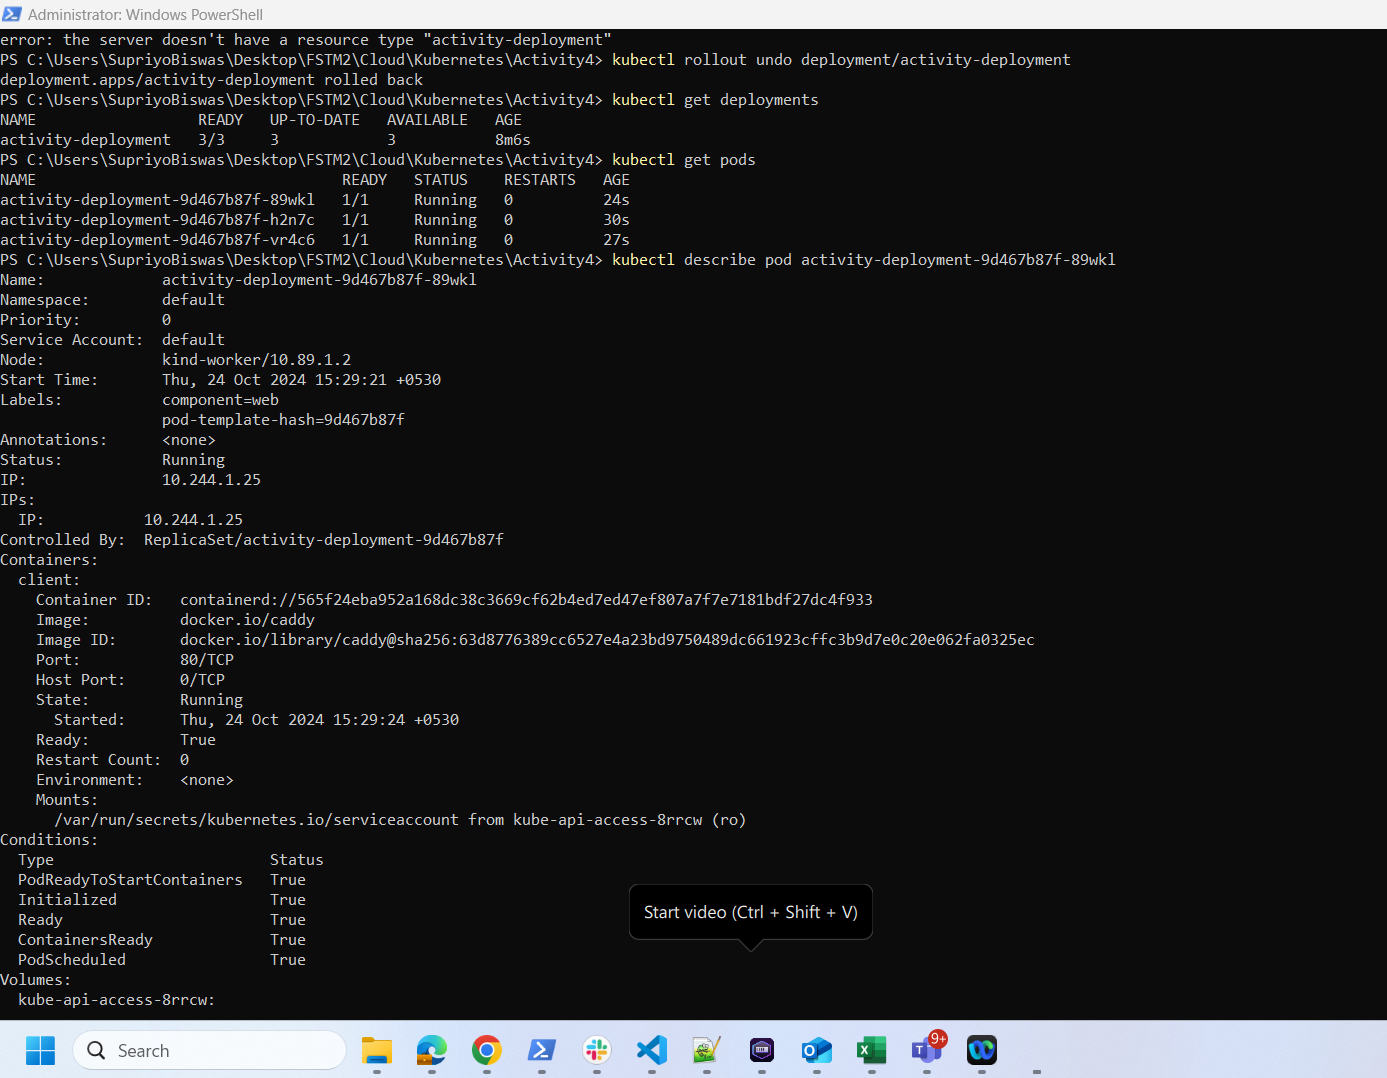 Administrator: Windows PowerShell
error: the server doesn't have a resource type "activity-deployment"
PS C:\Users\SupriyoBiswas\Desktop\FSTM2\Cloud\Kubernetes\Activity4> kubectl rollout undo deployment/activity-deployment
deployment.apps/activity-deployment rolled back
PS C:\Users\SupriyoBiswas\Desktop\FSTM2\Cloud\Kubernetes\Activity4> kubectl get deployments
NAME READY UP-TO-DATE AVAILABLE AGE
activity-deployment 3/3 3 3 8m6s
PS C:\Users\SupriyoBiswas\Desktop\FSTM2\Cloud\Kubernetes\Activity4> kubectl get pods
NAME READY STATUS RESTARTS AGE
activity-deployment-9d467b87f-89wkl 1/1 Running 0 24s
activity-deployment-9d467b87f-h2n7c 1/1 Running 0 30s
activity-deployment-9d467b87f-vr4c6 1/1 Running 0 27s
PS C:\Users\SupriyoBiswas\Desktop\FSTM2\Cloud\Kubernetes\Activity4> kubectl describe pod activity-deployment-9d467b87f-89wkl
Name: activity-deployment-9d467b87f-89wkl
Namespace: default
Priority: 0
Service Account: default
Node: kind-worker/10.89.1.2
Start Time: Thu, 24 Oct 2024 15:29:21 +0530
Labels: component=web
pod-template-hash=9d467b87f
Annotations: <none>
Status: Running
IP: 10.244.1.25
IPs:
IP: 10.244.1.25
Controlled By: ReplicaSet/activity-deployment-9d467b87f
Containers:
client:
Container ID: containerd://565f24eba952a168dc38c3669cf62b4ed7ed47ef807a7f7e7181bdf27dc4f933
Image: docker.io/caddy
Image ID: docker.io/library/caddy@sha256:63d8776389cc6527e4a23bd9750489dc661923cffc3b9d7e0c20e062fa0325ec
Port: 80/TCP
Host Port: 0/TCP
State: Running
Started: Thu, 24 Oct 2024 15:29:24 +0530
Ready: True
Restart Count: 0
Environment: <none>
Mounts:
/var/run/secrets/kubernetes.io/serviceaccount from kube-api-access-8rrcw (ro)
Conditions:
Type Status
PodReadyToStartContainers True
Initialized True
Ready True
ContainersReady True
PodScheduled True
Volumes:
kube-api-access-8rrcw:
Start video (Ctrl + Shift + V)
Search
9+